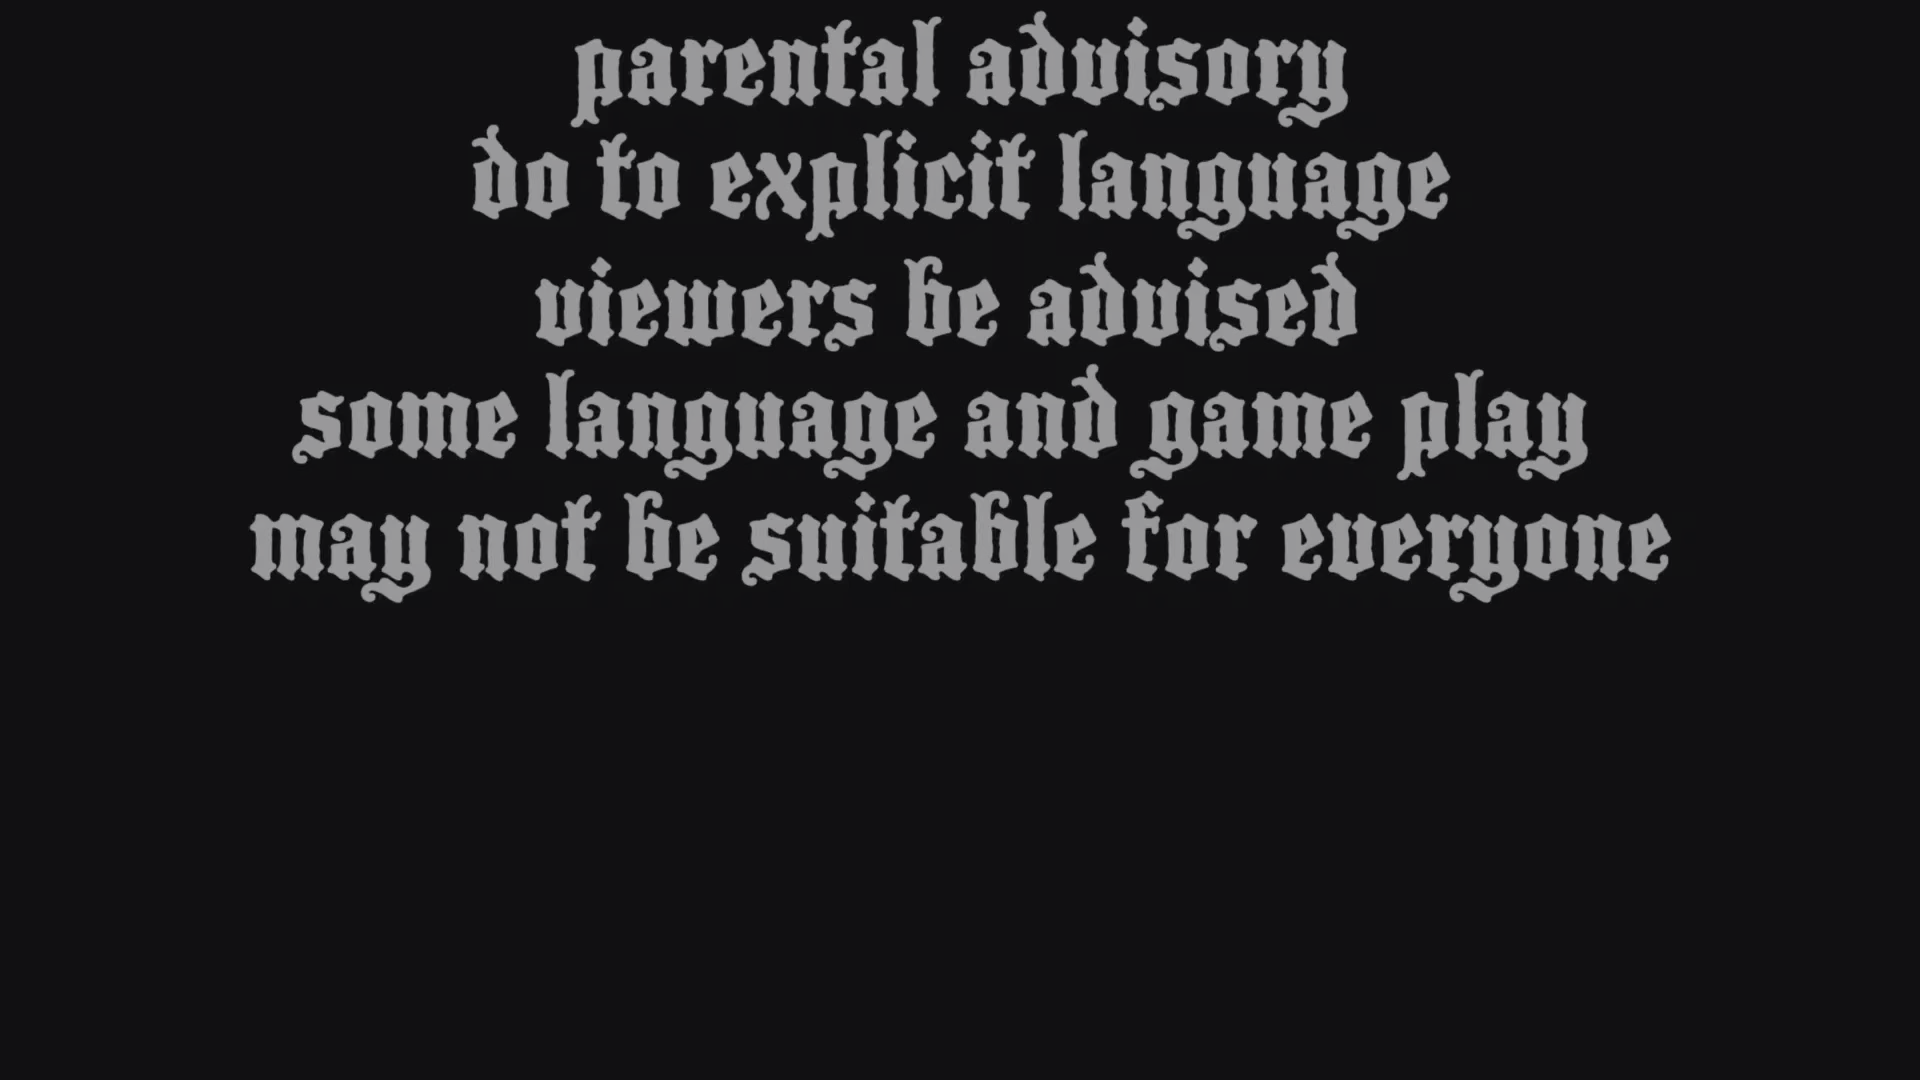 parental advisory
do to explicit language
viewers be advised
some language and game play
may not be suitable for everyone